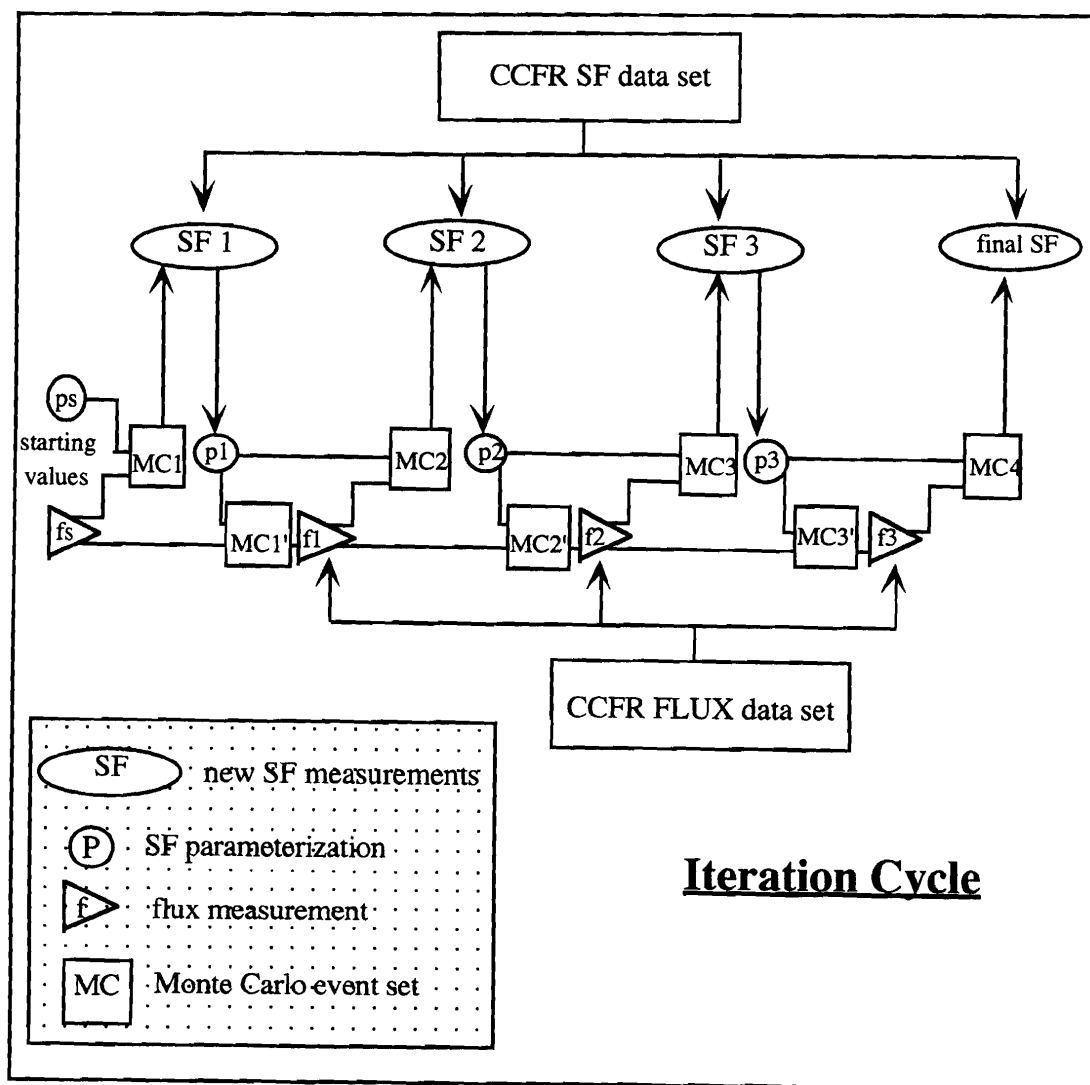 CCFR SF data set
SF 1
SF 2
SF 3
final SF
ps
starting
values
MC1
p1
MC2
p2
MC3
p3
MC4
fs
MC1'
f1
MC2'
f2
MC3'
f3
CCFR FLUX data set
SF
new SF measurements
P
SF parameterization
f
flux measurement
MC
Monte Carlo event set
Iteration Cycle